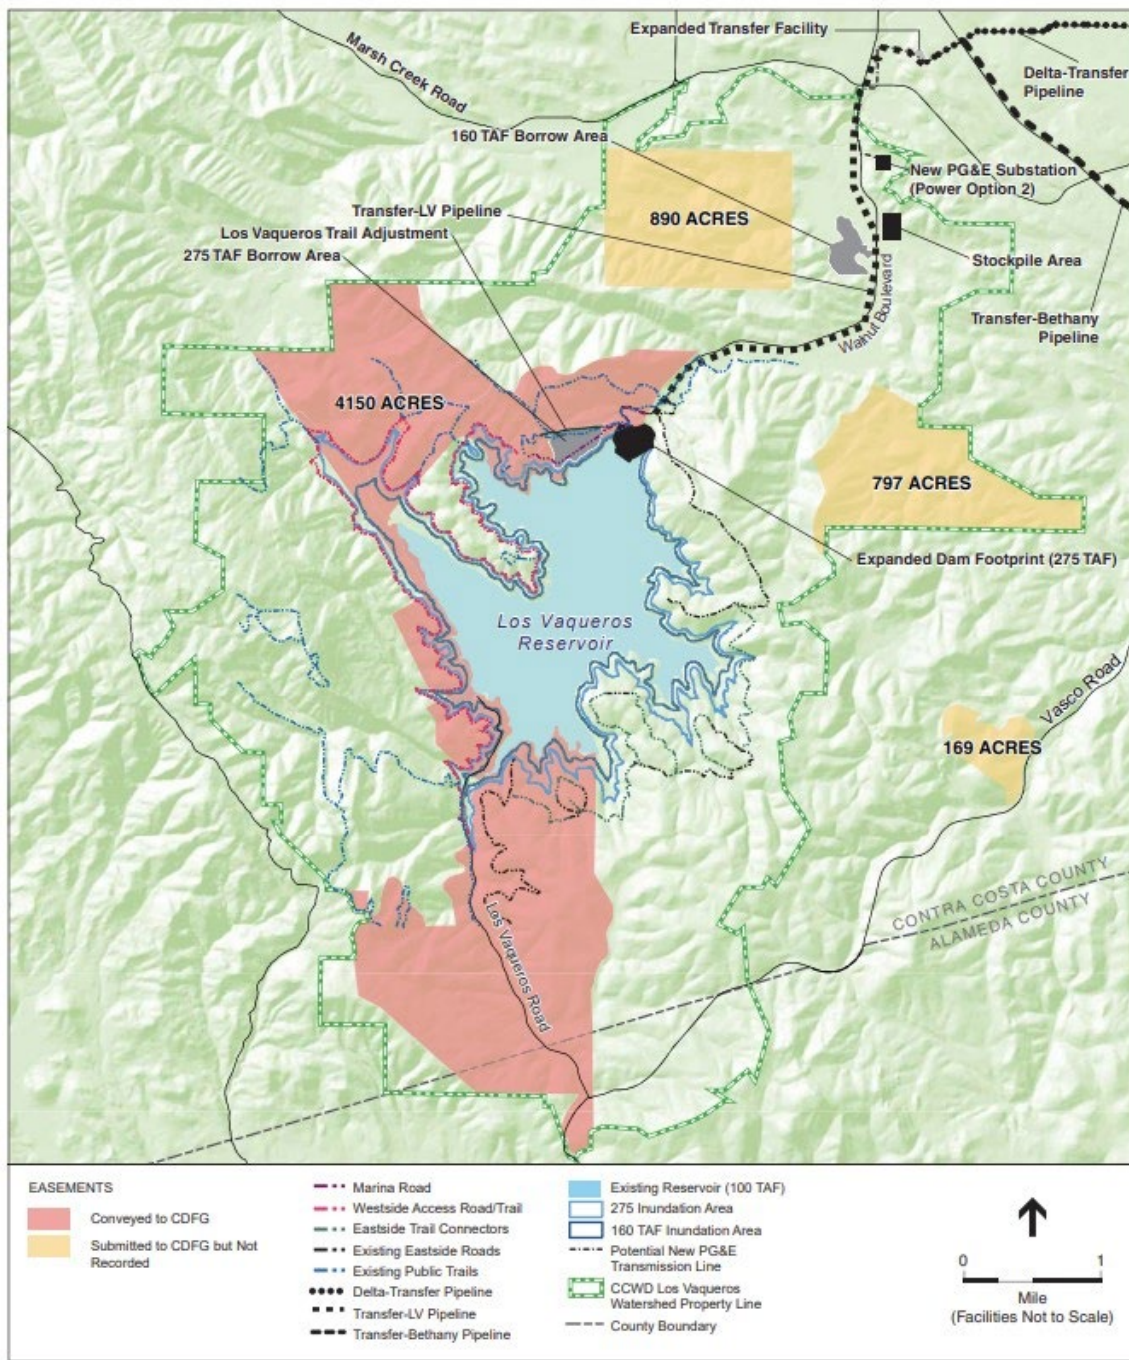 Expanded Transfer Facility
Marsh Creek Road
Delta-Transfer
Pipeline
160 TAF Borrow Area
New PG&E Substation
(Power Option 2)
Transfer-LV Pipeline
890 ACRES
Los Vaqueros Trail Adjustment
275 TAF Borrow Area
Stockpile Area
Walnut Boulevard
Transfer-Bethany
Pipeline
4150 ACRES
797 ACRES
Expanded Dam Footprint (275 TAF)
Los Vaqueros
Reservoir
Vasco Road
169 ACRES
CONTRA COSTA COUNTY
ALAMEDA COUNTY
Los Vaqueros Road
EASEMENTS
Conveyed to CDFG
Submitted to CDFG but Not
Recorded
Marina Road
Westside Access Road/Trail
Eastside Trail Connectors
Existing Eastside Roads
Existing Public Trails
Delta-Transfer Pipeline
Transfer-LV Pipeline
Transfer-Bethany Pipeline
Existing Reservoir (100 TAF)
275 Inundation Area
160 TAF Inundation Area
Potential New PG&E
Transmission Line
CCWD Los Vaqueros
Watershed Property Line
County Boundary
0 1
Mile
(Facilities Not to Scale)